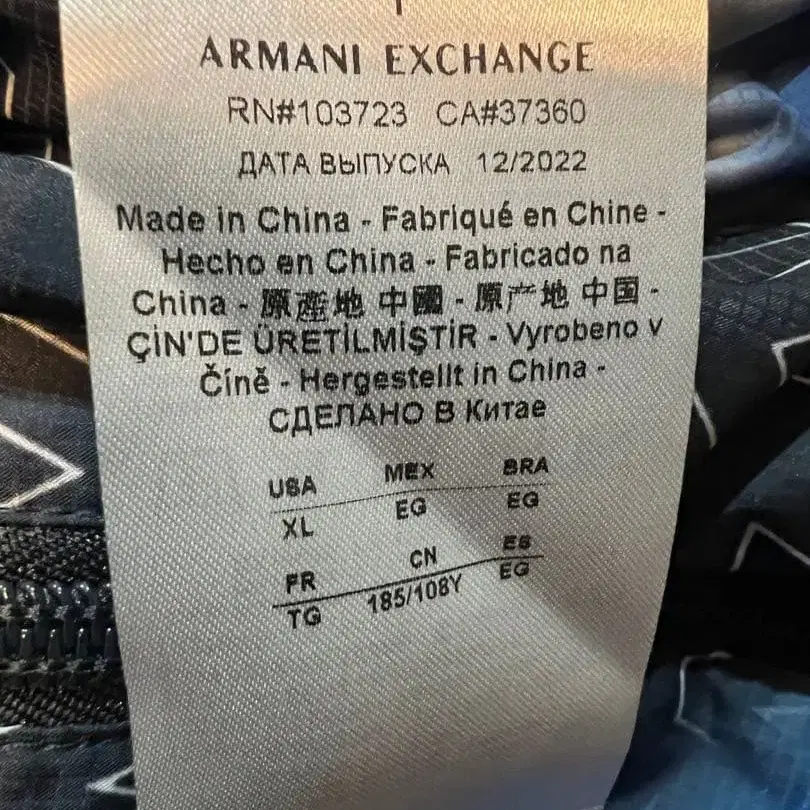 ARMANI EXCHANGE
RN#103723 CA#37360
ДАТА ВЫПУСКА 12/2022
Made in China - Fabriqué en Chine -
Hecho en China - Fabricado na
China - 原產地 中國 - 原产地 中国 -
ÇİN'DE ÜRETİLMİŞTİR - Vyrobeno v
Číně - Hergestellt in China -
СДЕЛАНО В Китае
USA MEX BRA
XL EG EG
FR CN ES
TG 185/108Y EG